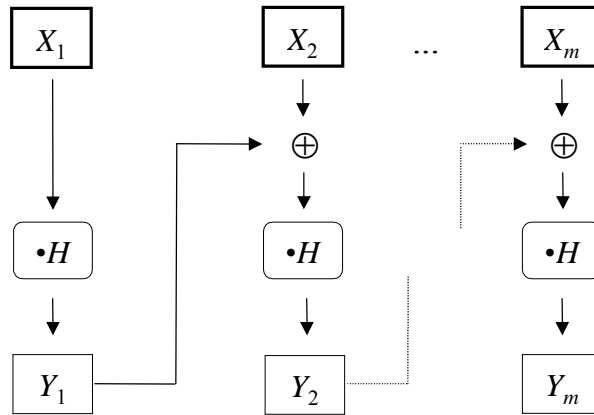 X₁ X₂ ... Xₘ
⊕ ⊕
•H •H •H
Y₁ Y₂ Yₘ